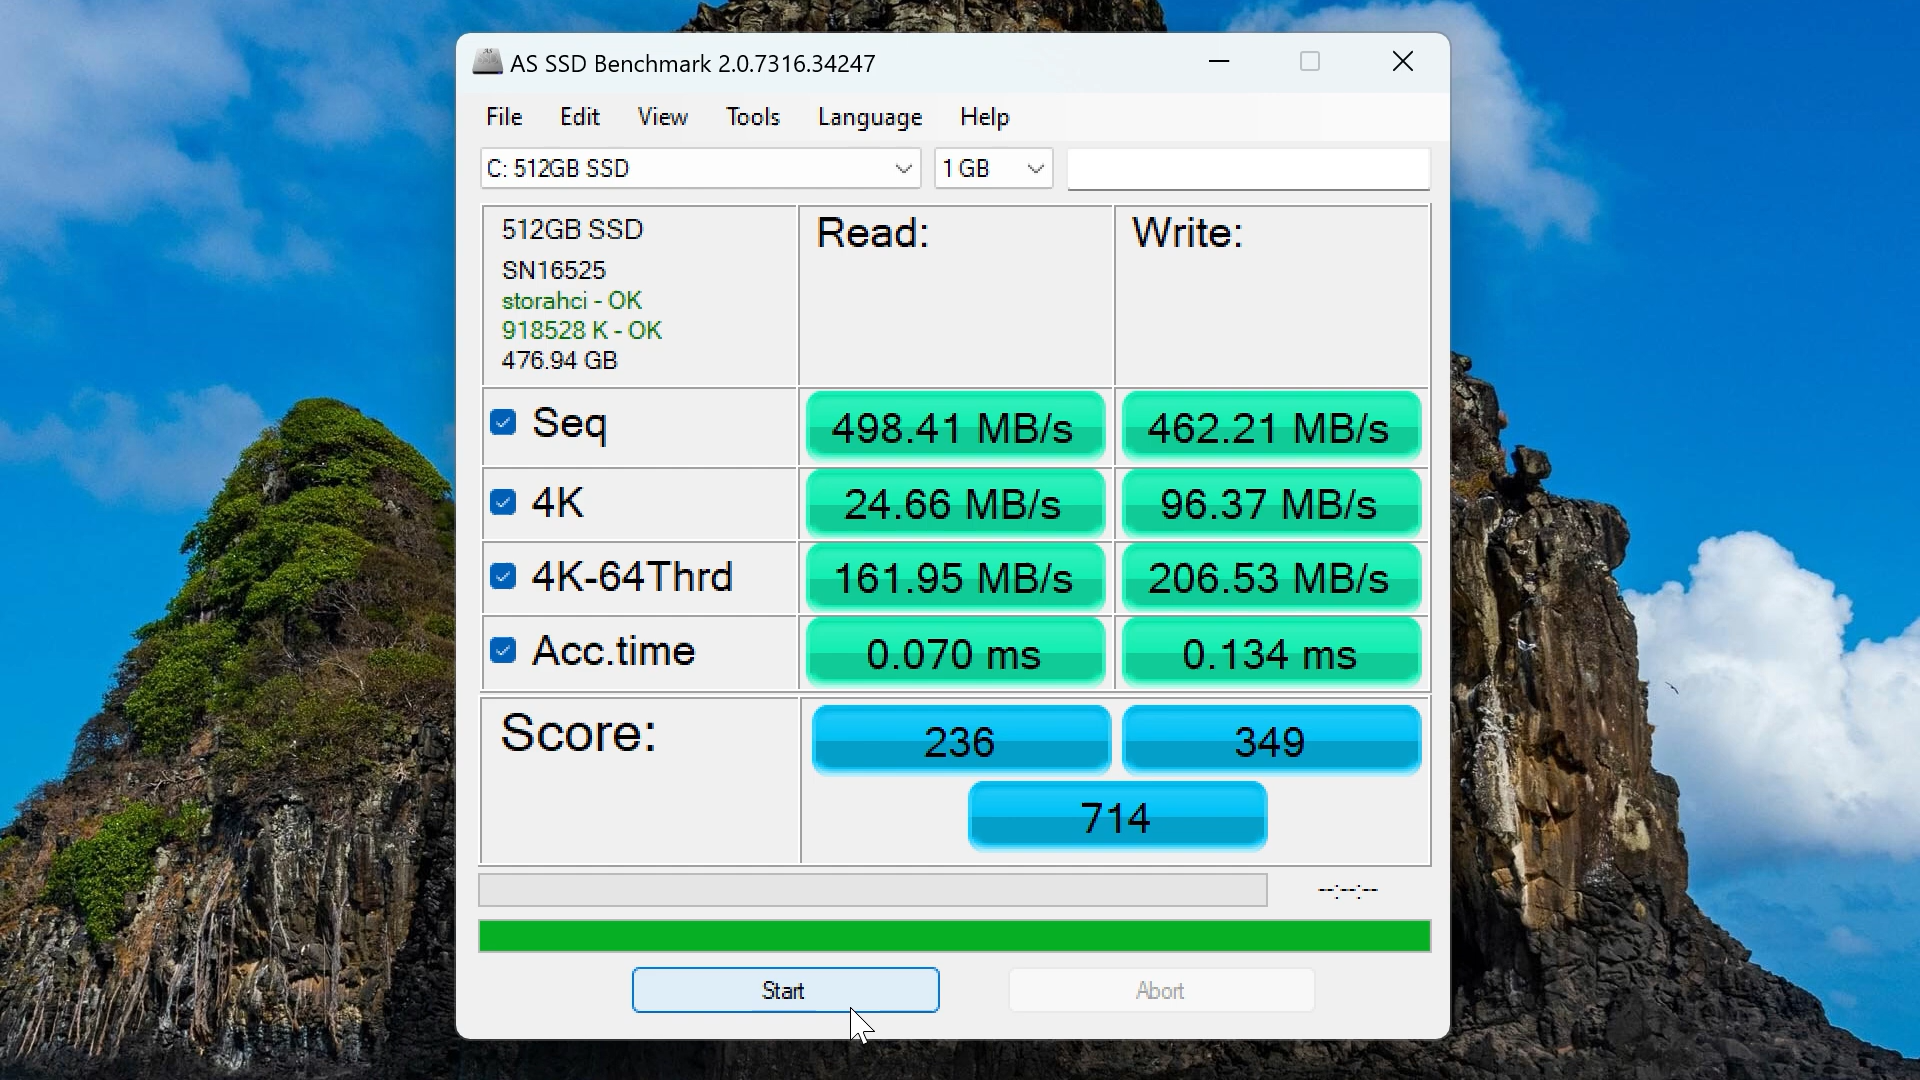 AS SSD Benchmark 2.0.7316.34247
File Edit View Tools Language Help
C: 512GB SSD 1 GB
512GB SSD
SN16525
storahci - OK
918528 K - OK
476.94 GB
Read: Write:
Seq 498.41 MB/s 462.21 MB/s
4K 24.66 MB/s 96.37 MB/s
4K-64Thrd 161.95 MB/s 206.53 MB/s
Acc.time 0.070 ms 0.134 ms
Score: 236 349
714
--:--:--
Start Abort